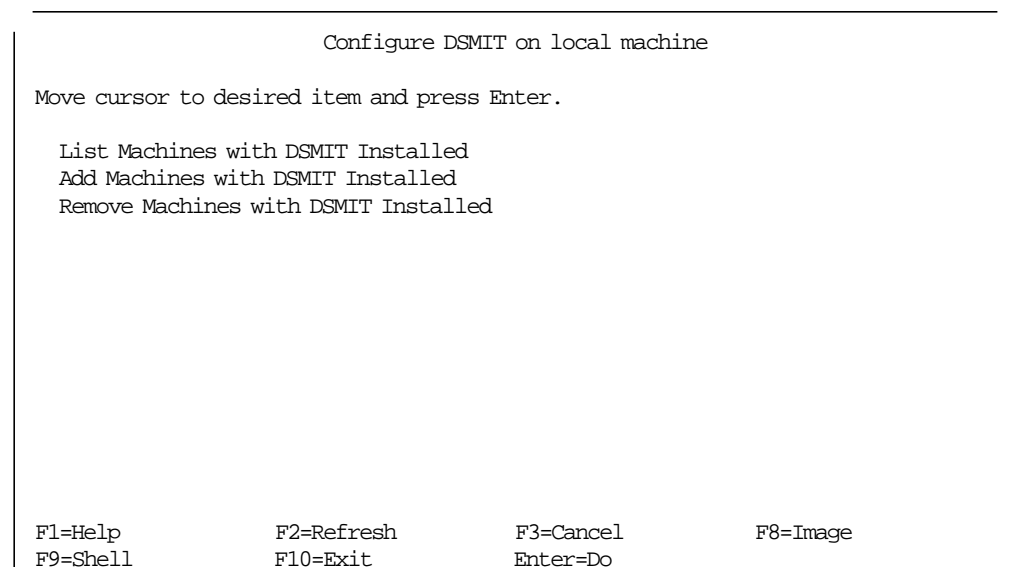 Configure DSMIT on local machine
Move cursor to desired item and press Enter.
List Machines with DSMIT Installed
Add Machines with DSMIT Installed
Remove Machines with DSMIT Installed
F1=Help F2=Refresh F3=Cancel F8=Image
F9=Shell F10=Exit Enter=Do